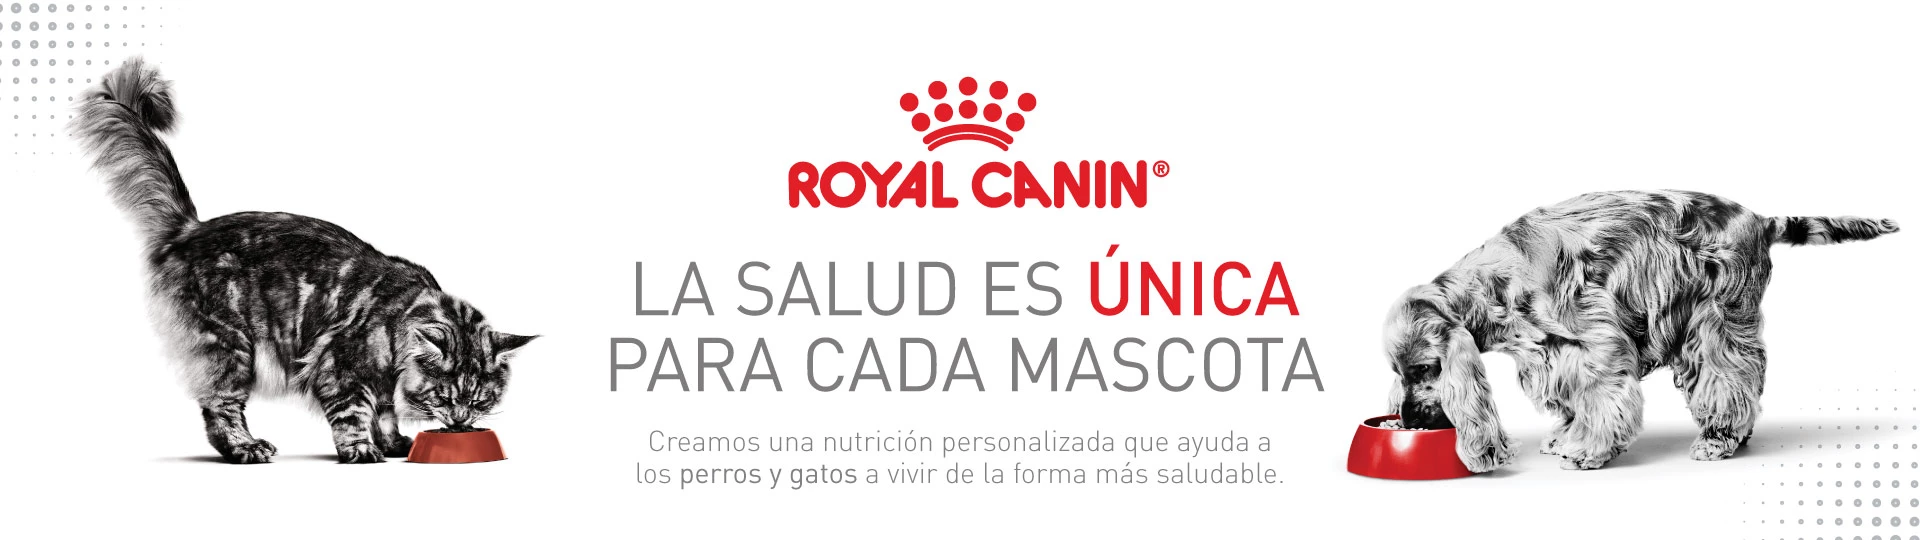 ROYAL CANIN®
LA SALUD ES ÚNICA
PARA CADA MASCOTA
Creamos una nutrición personalizada que ayuda a
los perros y gatos a vivir de la forma más saludable.